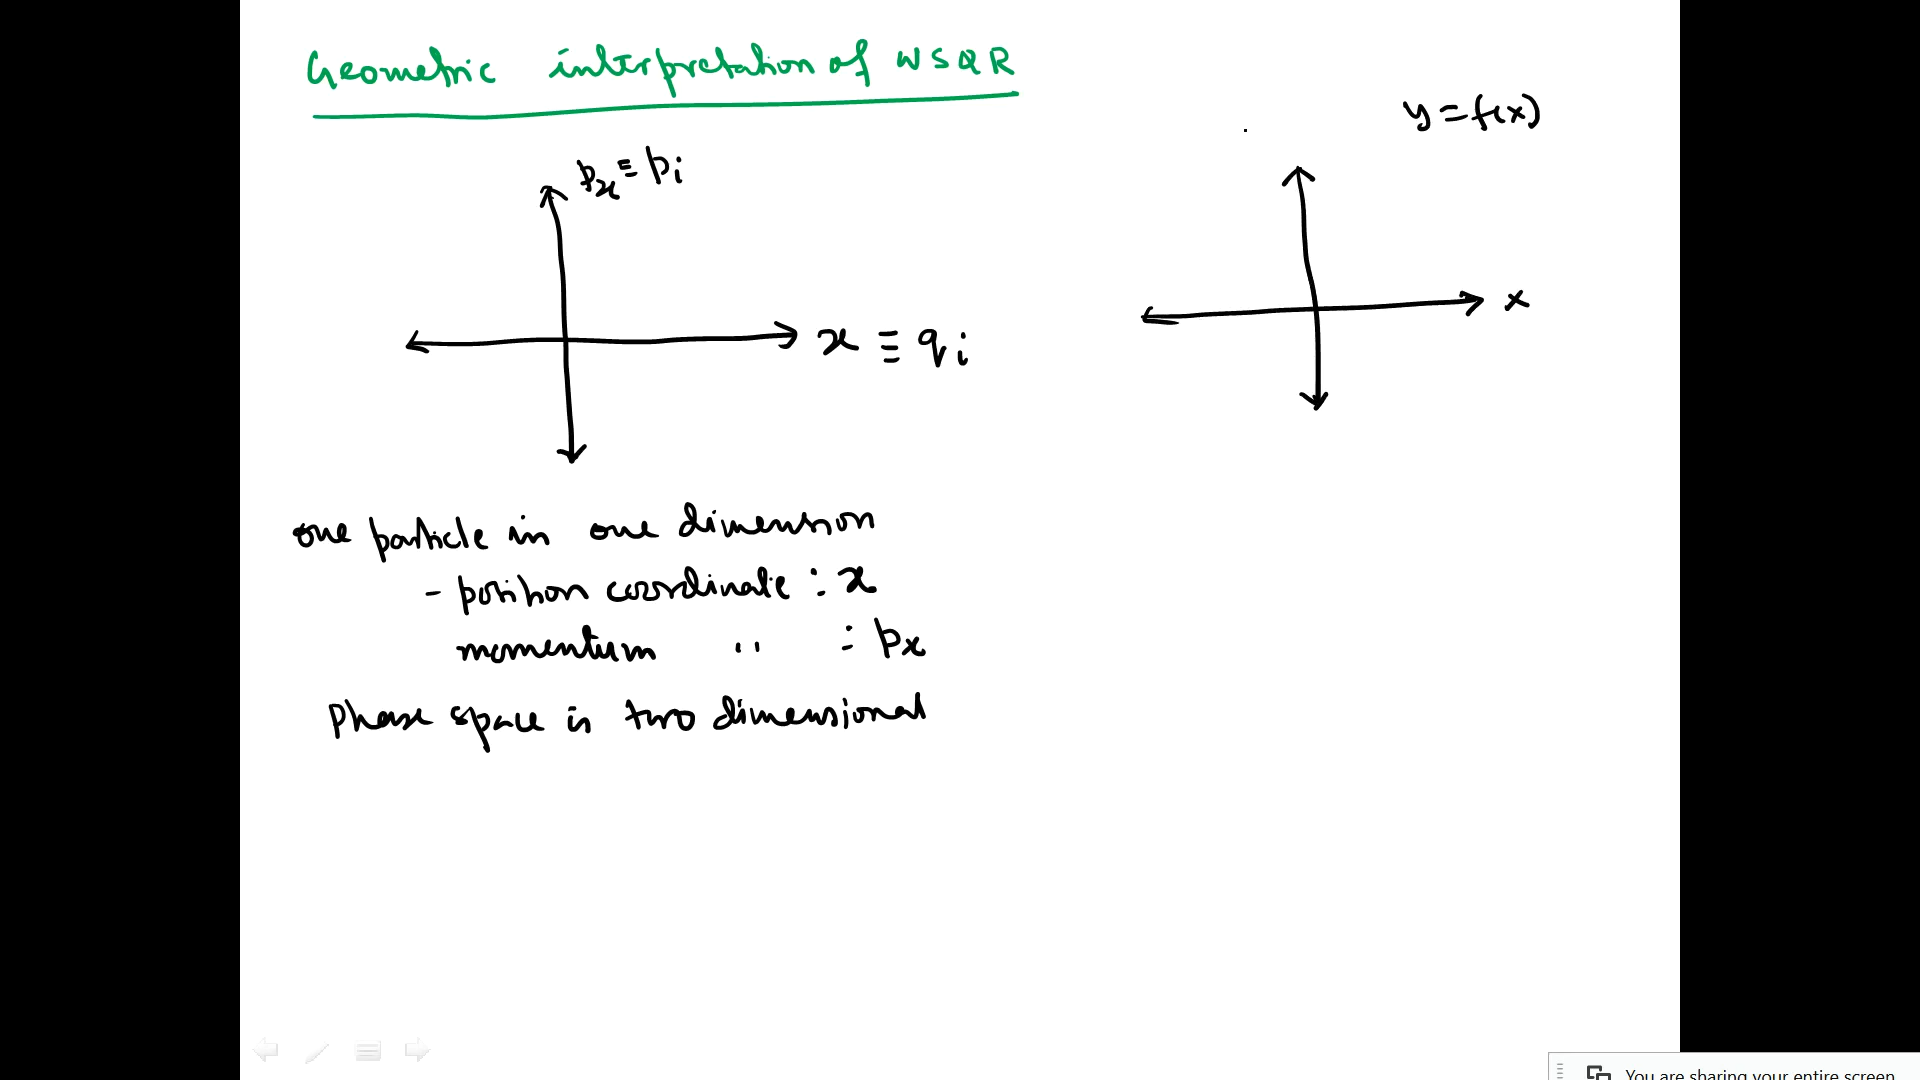 Geometric interpretation of WSQR
y = f(x)
px ≡ pi
x ≡ qi
x
one particle in one dimension
- position coordinate : x
momentum " : px
Phase space is two dimensional
You are sharing your entire screen